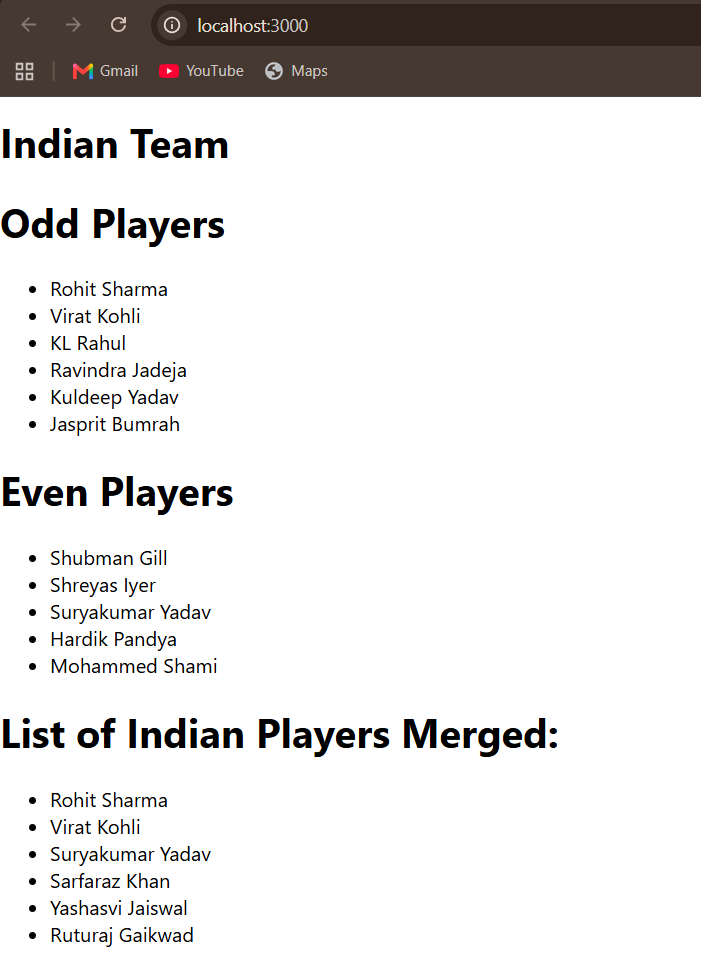 localhost:3000
Gmail YouTube Maps
Indian Team
Odd Players
Rohit Sharma
Virat Kohli
KL Rahul
Ravindra Jadeja
Kuldeep Yadav
Jasprit Bumrah
Even Players
Shubman Gill
Shreyas Iyer
Suryakumar Yadav
Hardik Pandya
Mohammed Shami
List of Indian Players Merged:
Rohit Sharma
Virat Kohli
Suryakumar Yadav
Sarfaraz Khan
Yashasvi Jaiswal
Ruturaj Gaikwad